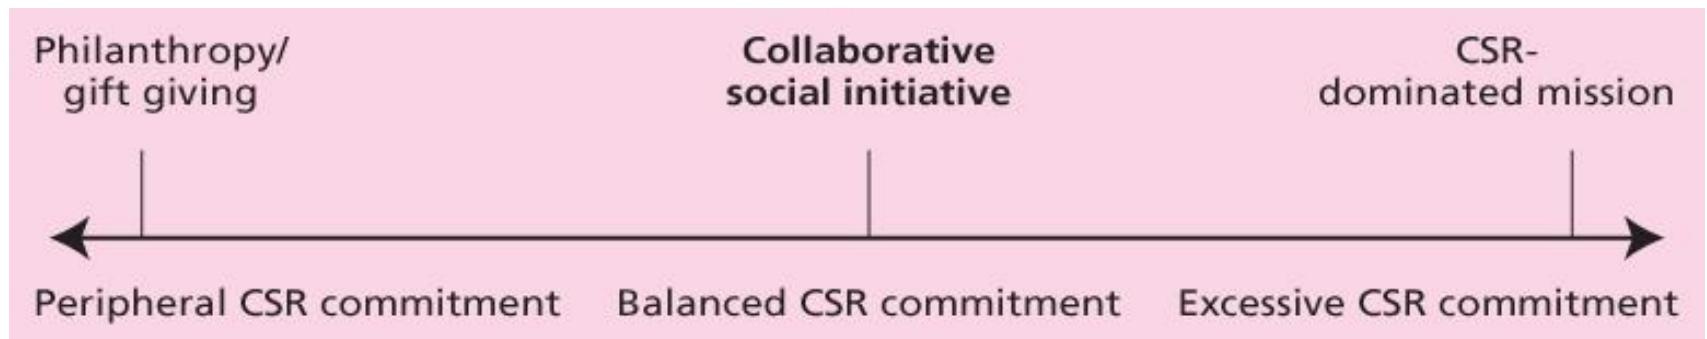 Philanthropy/
gift giving
Collaborative
social initiative
CSR-
dominated mission
Peripheral CSR commitment
Balanced CSR commitment
Excessive CSR commitment